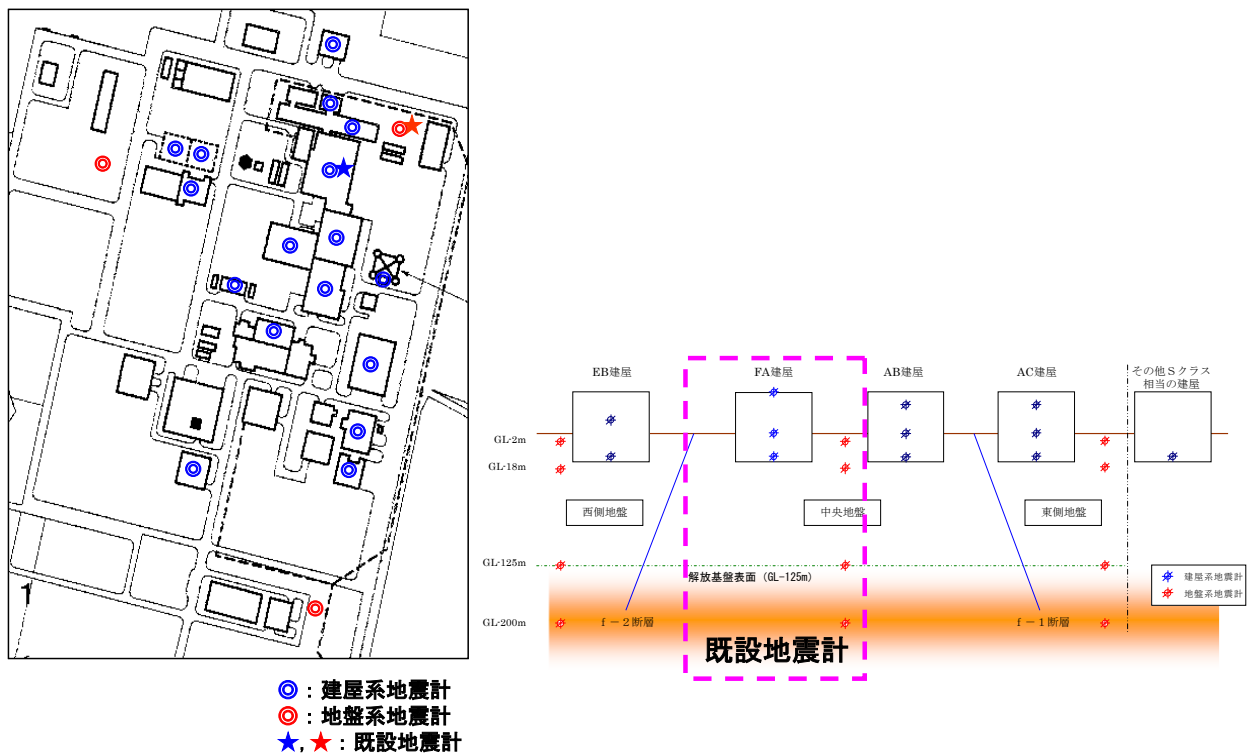 1
◎：建屋系地震計
◎：地盤系地震計
★,★：既設地震計
EB建屋
FA建屋
AB建屋
AC建屋
その他Ｓクラス
相当の建屋
GL-2m
GL-18m
西側地盤
中央地盤
東側地盤
GL-125m
解放基盤表面（GL-125m）
建屋系地震計
地盤系地震計
GL-200m
ｆ－２断層
ｆ－１断層
既設地震計